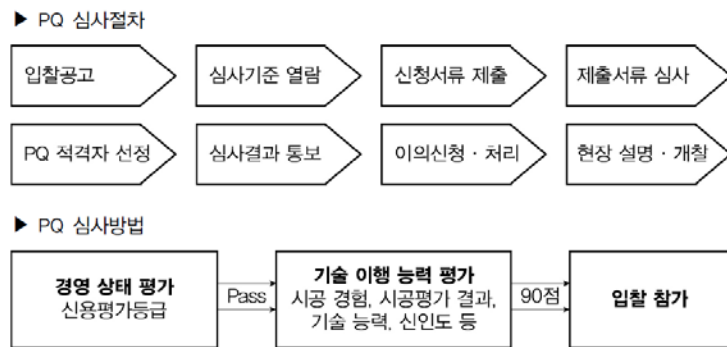 ▶ PQ 심사절차
입찰공고
심사기준 열람
신청서류 제출
제출서류 심사
PQ 적격자 선정
심사결과 통보
이의신청 · 처리
현장 설명 · 개찰
▶ PQ 심사방법
경영 상태 평가
신용평가등급
Pass
기술 이행 능력 평가
시공 경험, 시공평가 결과,
기술 능력, 신인도 등
90점
입찰 참가